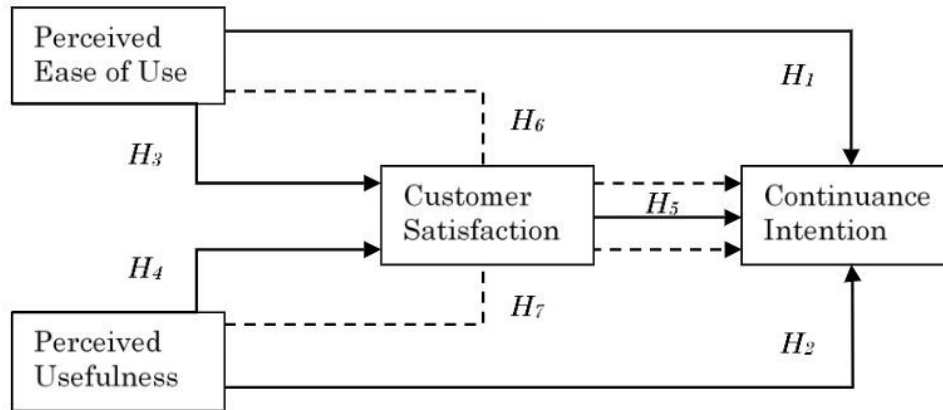 Perceived
Ease of Use
H1
H6
H3
Customer
Satisfaction
H5
Continuance
Intention
H4
H7
Perceived
Usefulness
H2